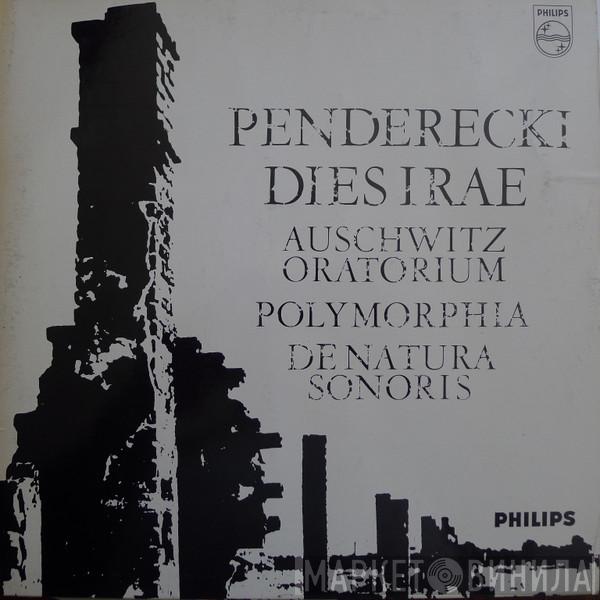 PHILIPS
PENDERECKI
DIES IRAE
AUSCHWITZ
ORATORIUM
POLYMORPHIA
DE NATURA
SONORIS
PHILIPS
МАРКЕТ ВИНИЛА